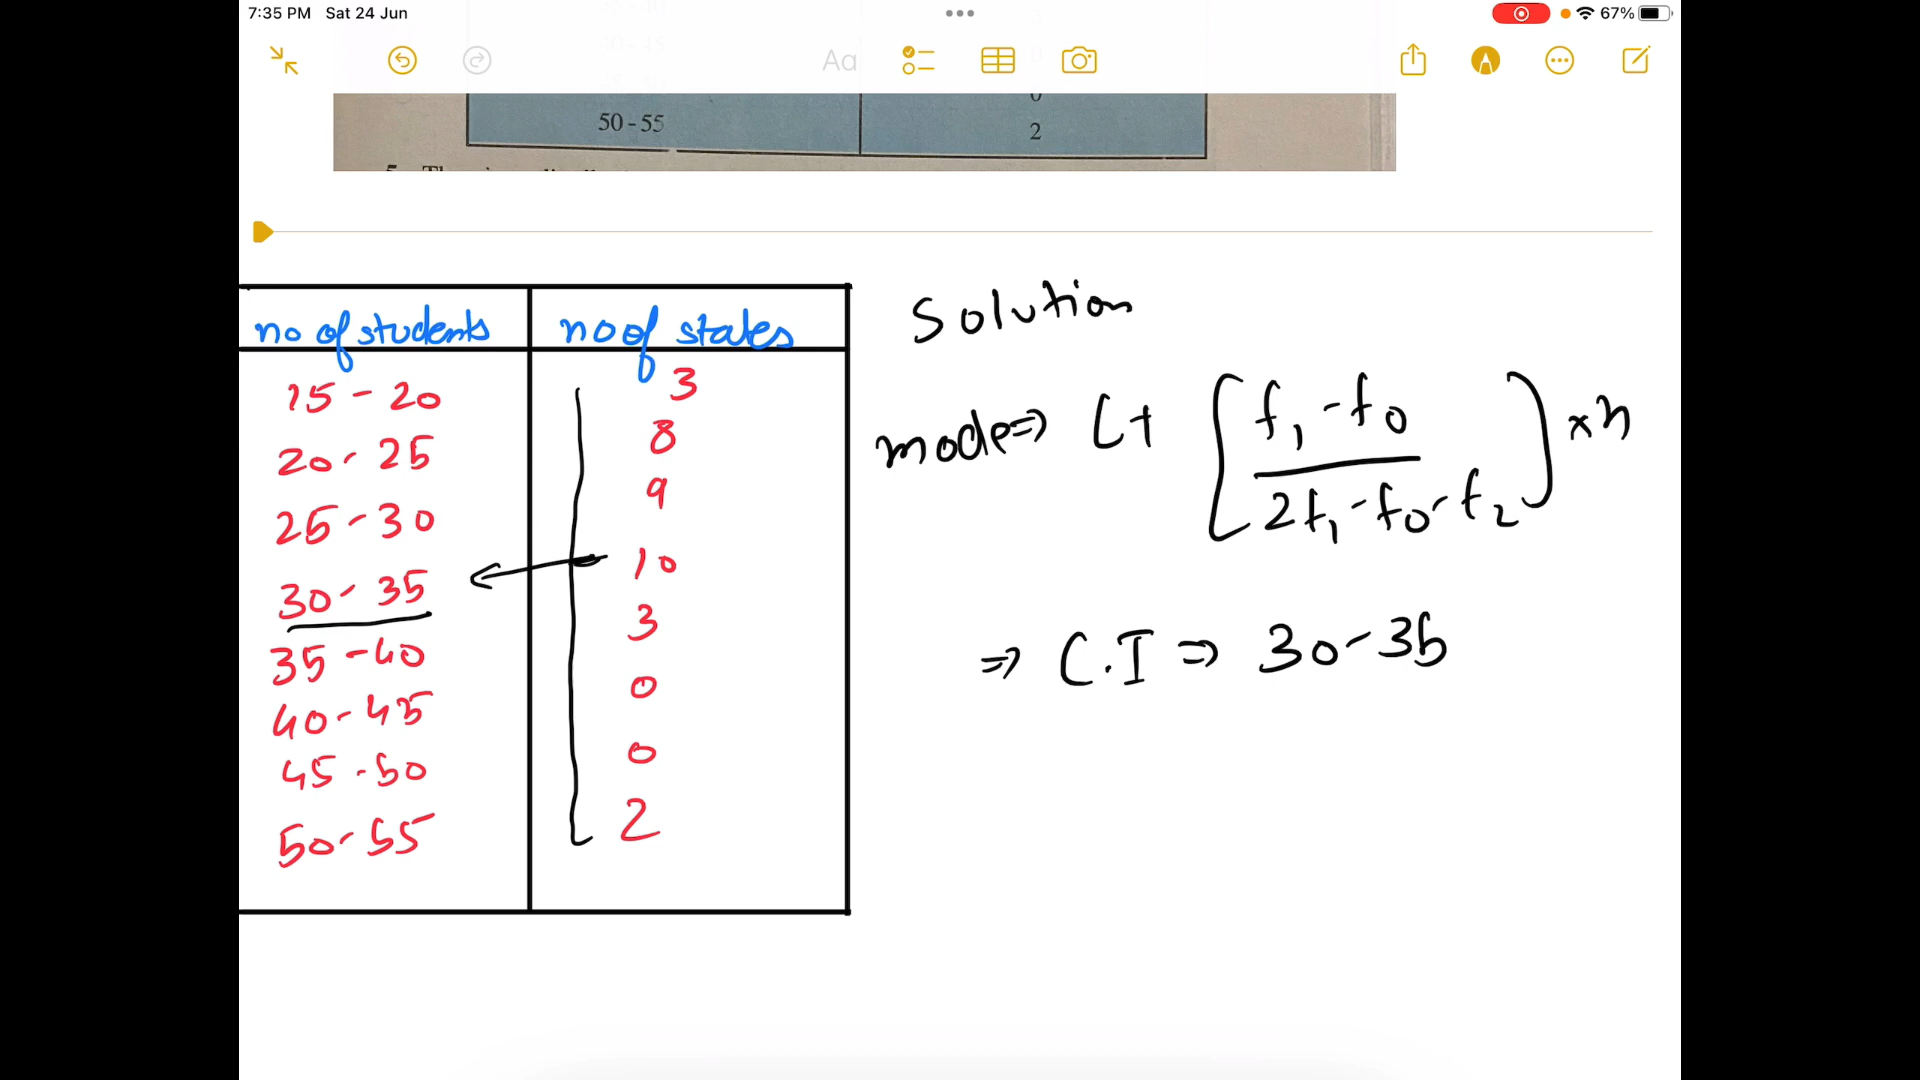 7:35 PM Sat 24 Jun
67%
Aa
0
50-55 2
Solution
no of students no of states
15-20 3
20-25 8
25-30 9
30-35 10
35-40 3
40-45 0
45-50 0
50-55 2
mode⇒ L+ [f₁-f₀ / 2f₁-f₀-f₂] ×h
⇒ C.I ⇒ 30-35